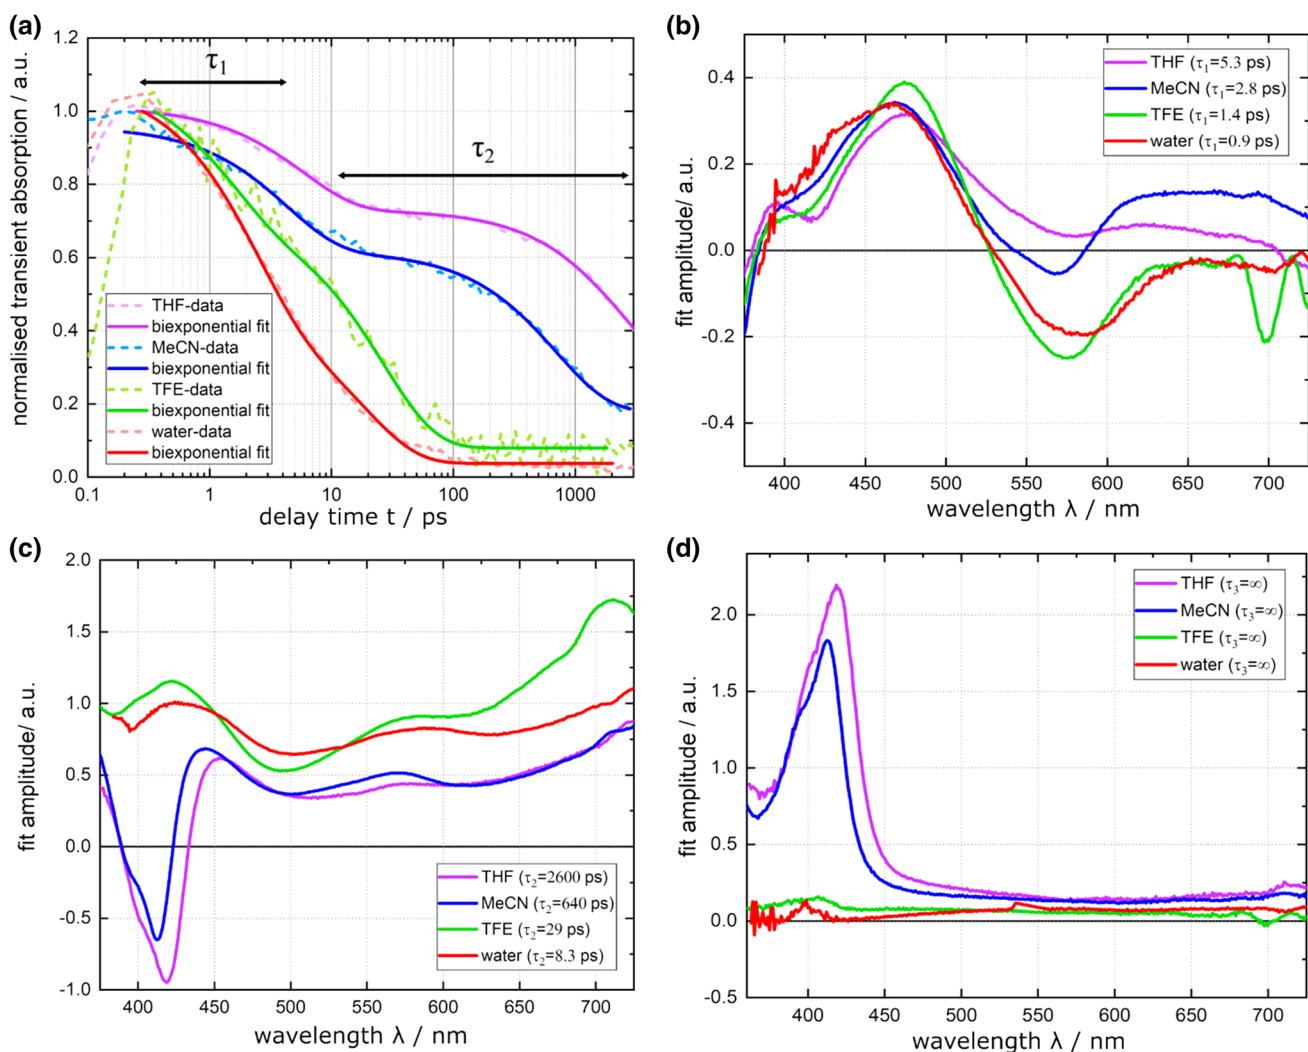 (a)
normalised transient absorption / a.u.
1.2
1.0
0.8
0.6
0.4
0.2
0.0
τ1
τ2
THF-data
biexponential fit
MeCN-data
biexponential fit
TFE-data
biexponential fit
water-data
biexponential fit
0.1 1 10 100 1000
delay time t / ps
(b)
fit amplitude/ a.u.
0.4
0.2
0.0
-0.2
-0.4
THF (τ1=5.3 ps)
MeCN (τ1=2.8 ps)
TFE (τ1=1.4 ps)
water (τ1=0.9 ps)
400 450 500 550 600 650 700
wavelength λ / nm
(c)
fit amplitude/ a.u.
2.0
1.5
1.0
0.5
0.0
-0.5
-1.0
THF (τ2=2600 ps)
MeCN (τ2=640 ps)
TFE (τ2=29 ps)
water (τ2=8.3 ps)
400 450 500 550 600 650 700
wavelength λ / nm
(d)
fit amplitude/ a.u.
2.0
1.5
1.0
0.5
0.0
-0.5
THF (τ3=∞)
MeCN (τ3=∞)
TFE (τ3=∞)
water (τ3=∞)
400 450 500 550 600 650 700
wavelength λ / nm